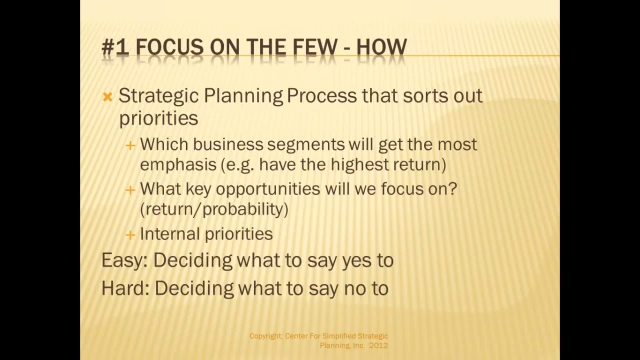 #1 FOCUS ON THE FEW - HOW
Strategic Planning Process that sorts out
priorities
Which business segments will get the most
emphasis (e.g. have the highest return)
What key opportunities will we focus on?
(return/probability)
Internal priorities
Easy: Deciding what to say yes to
Hard: Deciding what to say no to
Copyright, Center For Simplified Strategic
Planning, Inc. 2012